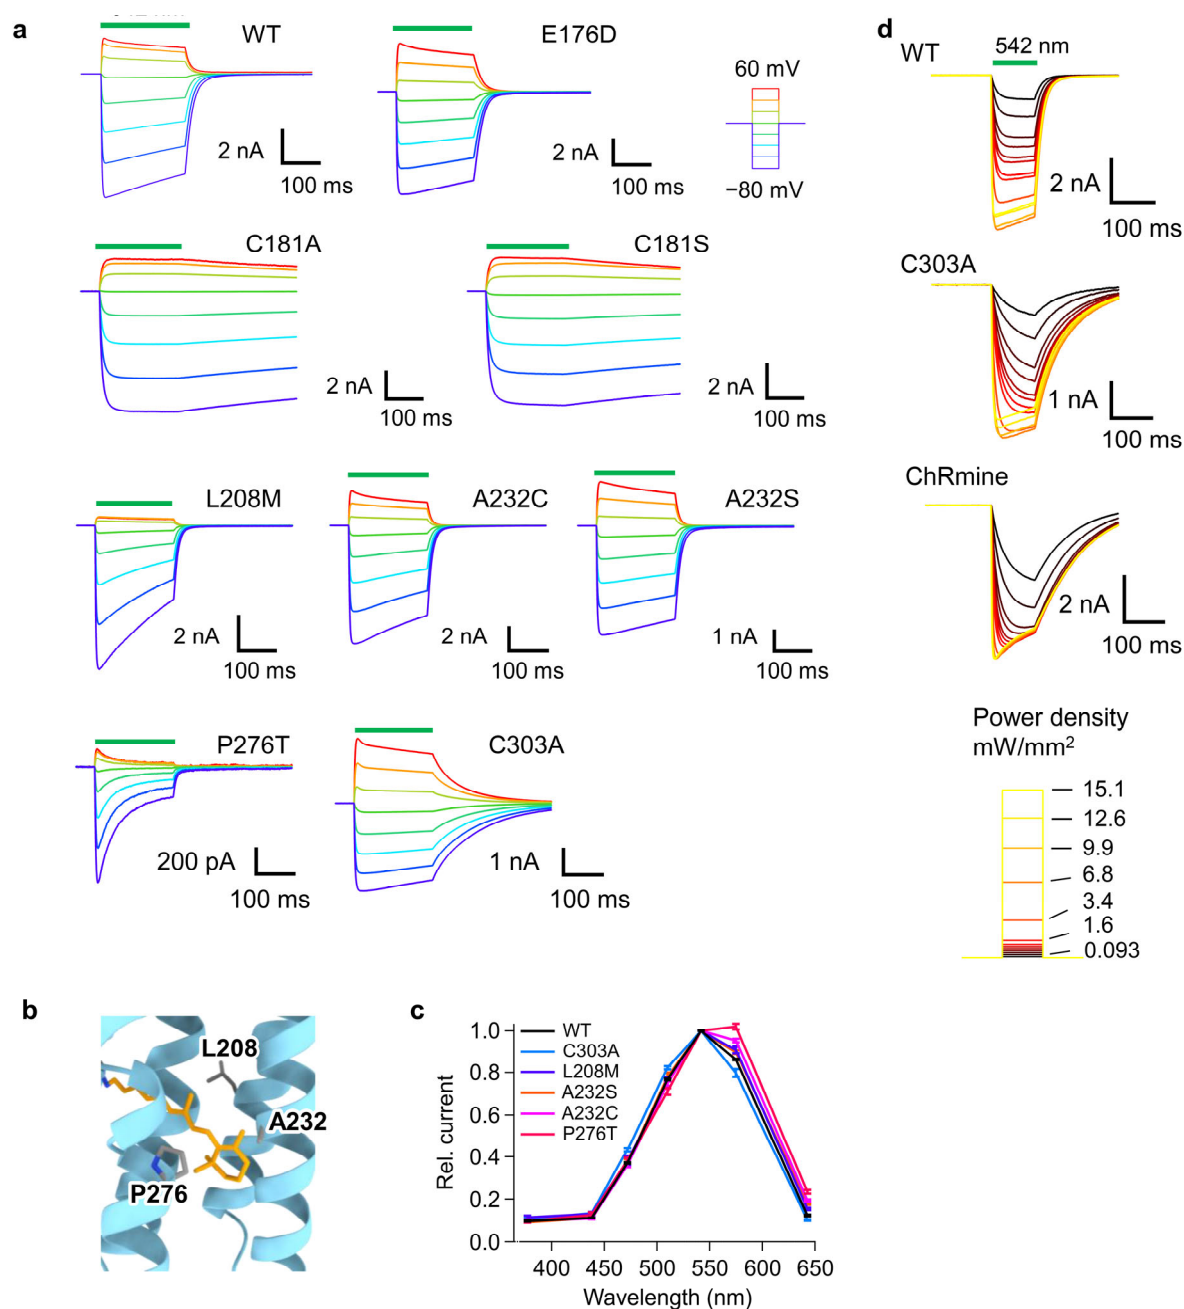 a
WT
E176D
60 mV
−80 mV
2 nA
100 ms
2 nA
100 ms
C181A
C181S
2 nA
100 ms
2 nA
100 ms
L208M
A232C
A232S
2 nA
100 ms
2 nA
100 ms
1 nA
100 ms
P276T
C303A
200 pA
100 ms
1 nA
100 ms
d
WT
542 nm
2 nA
100 ms
C303A
1 nA
100 ms
ChRmine
2 nA
100 ms
Power density
mW/mm²
15.1
12.6
9.9
6.8
3.4
1.6
0.093
b
L208
A232
P276
c
WT
C303A
L208M
A232S
A232C
P276T
Rel. current
1.0
0.8
0.6
0.4
0.2
0.0
400 450 500 550 600 650
Wavelength (nm)